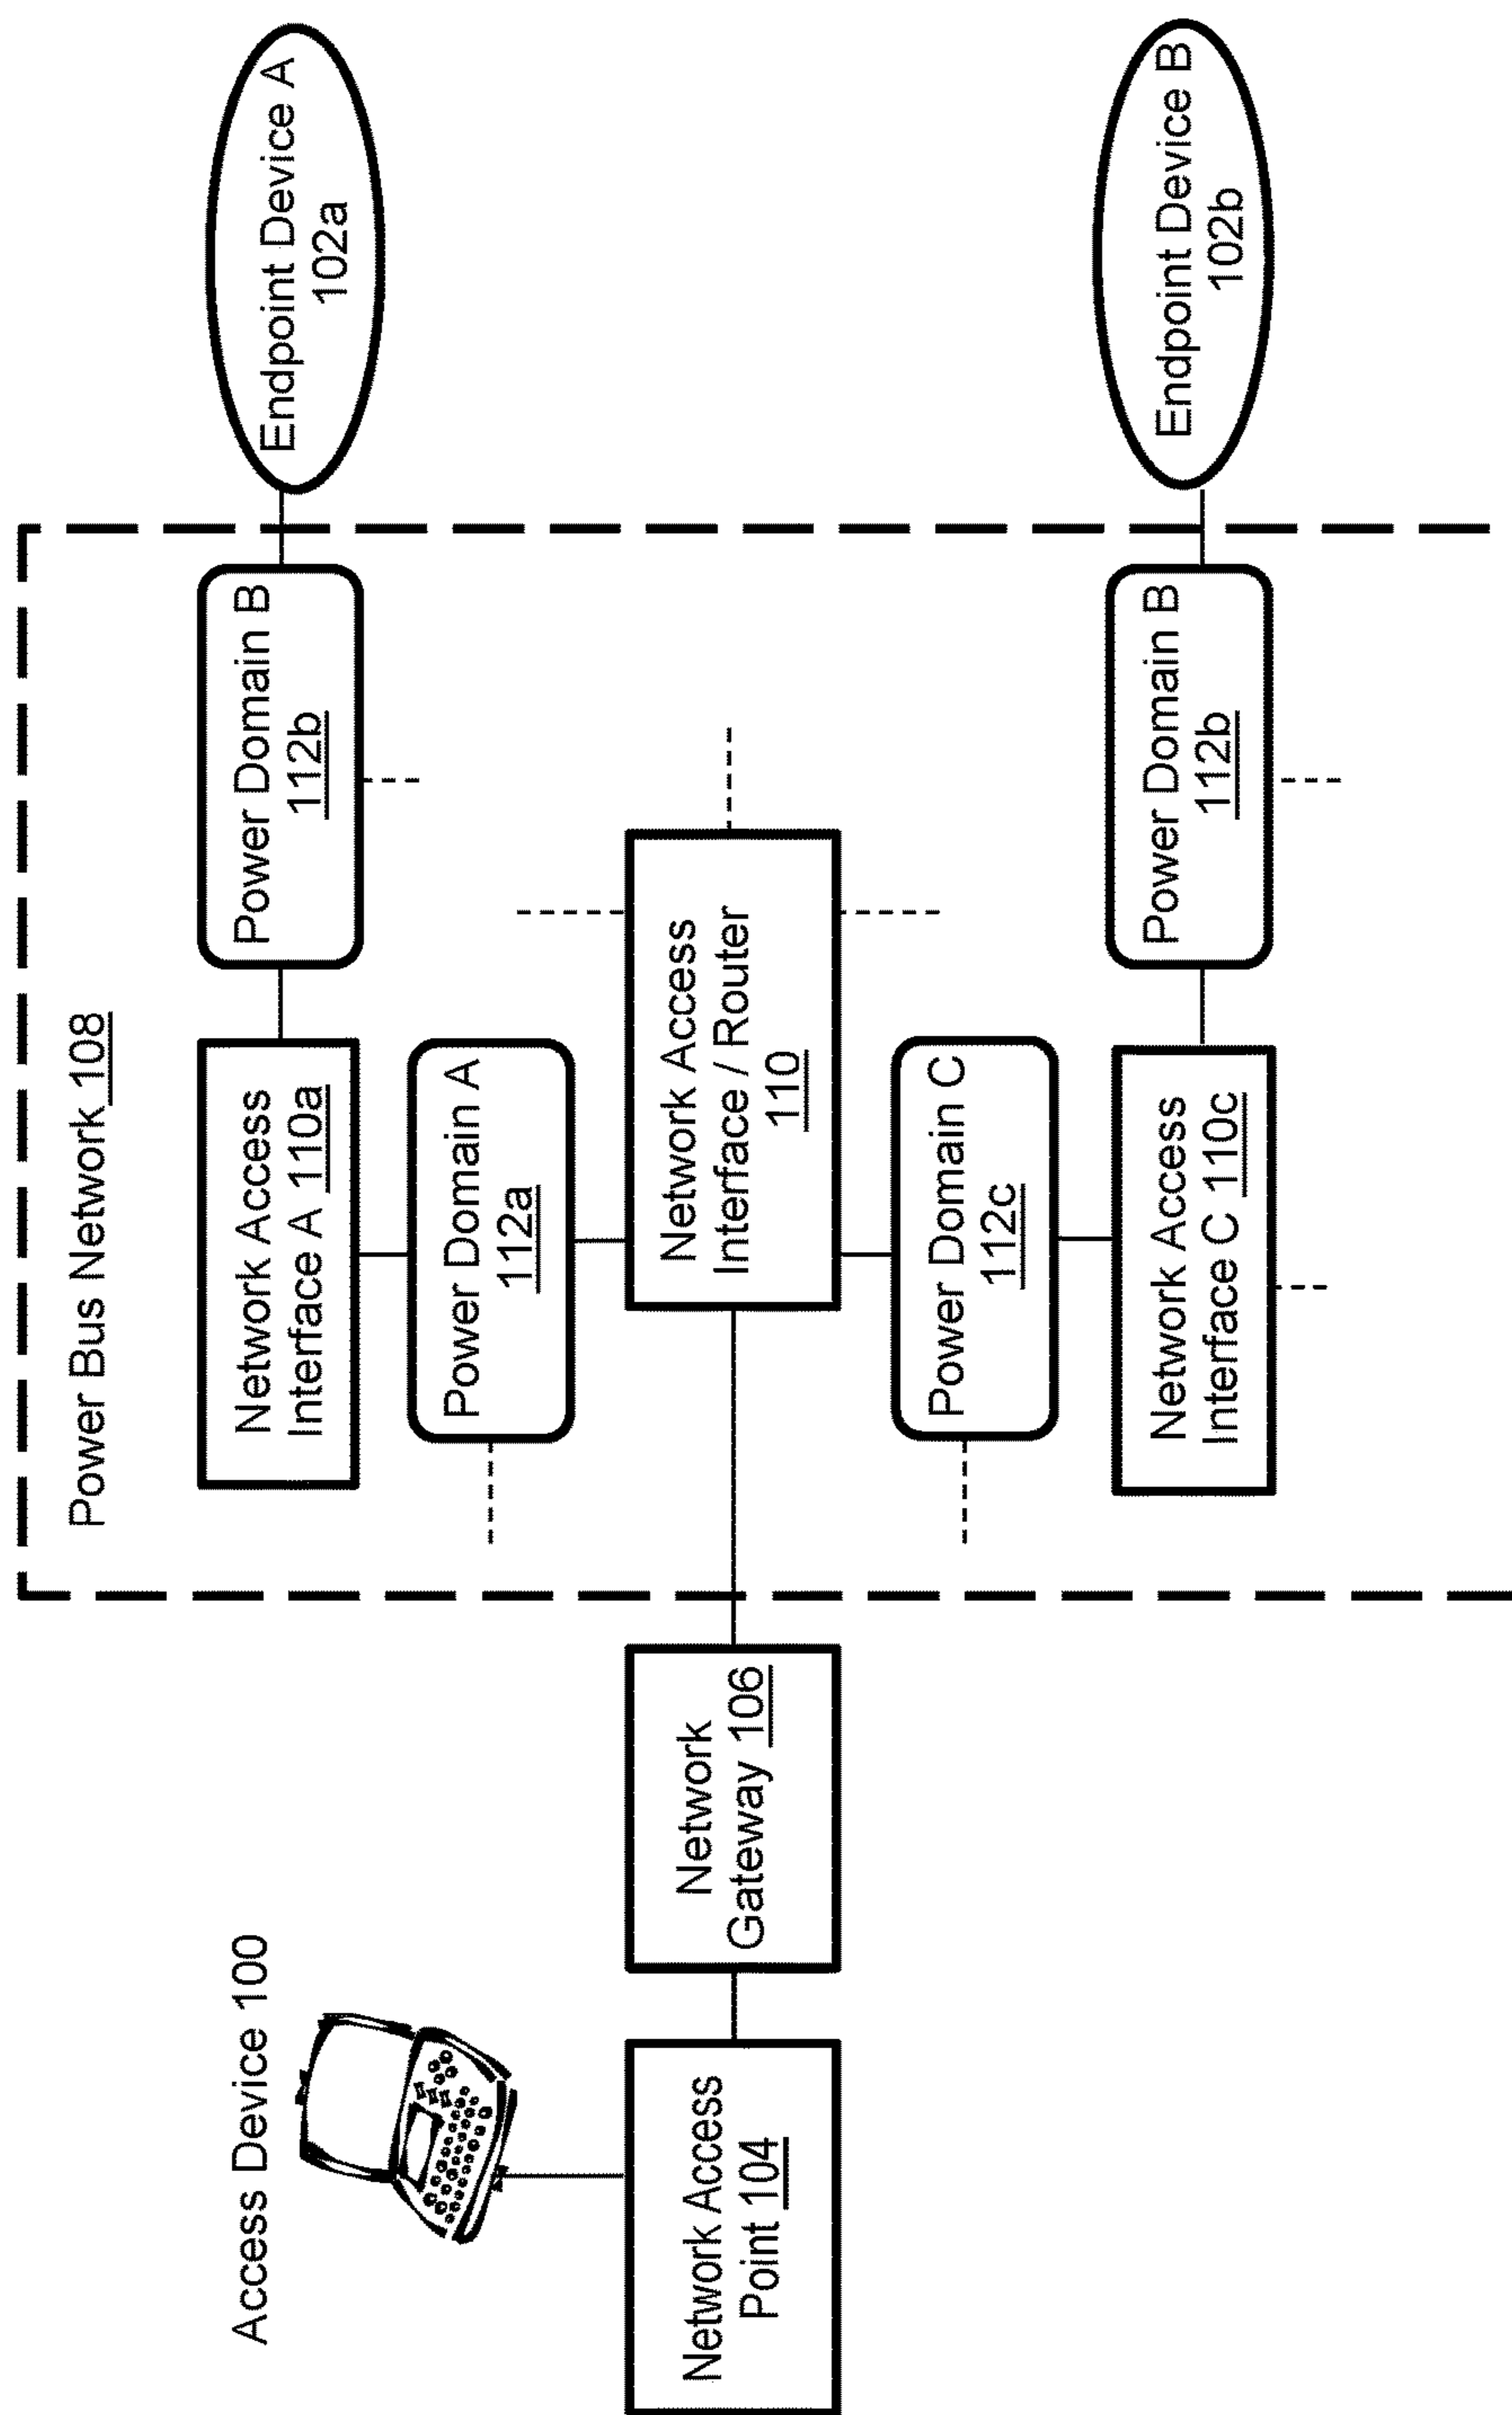 Power Bus Network 108
Access Device 100
Network Access
Point 104
Network
Gateway 106
Network Access
Interface A 110a
Power Domain B
112b
Endpoint Device A
102a
Power Domain A
112a
Network Access
Interface / Router
110
Power Domain C
112c
Network Access
Interface C 110c
Power Domain B
112b
Endpoint Device B
102b